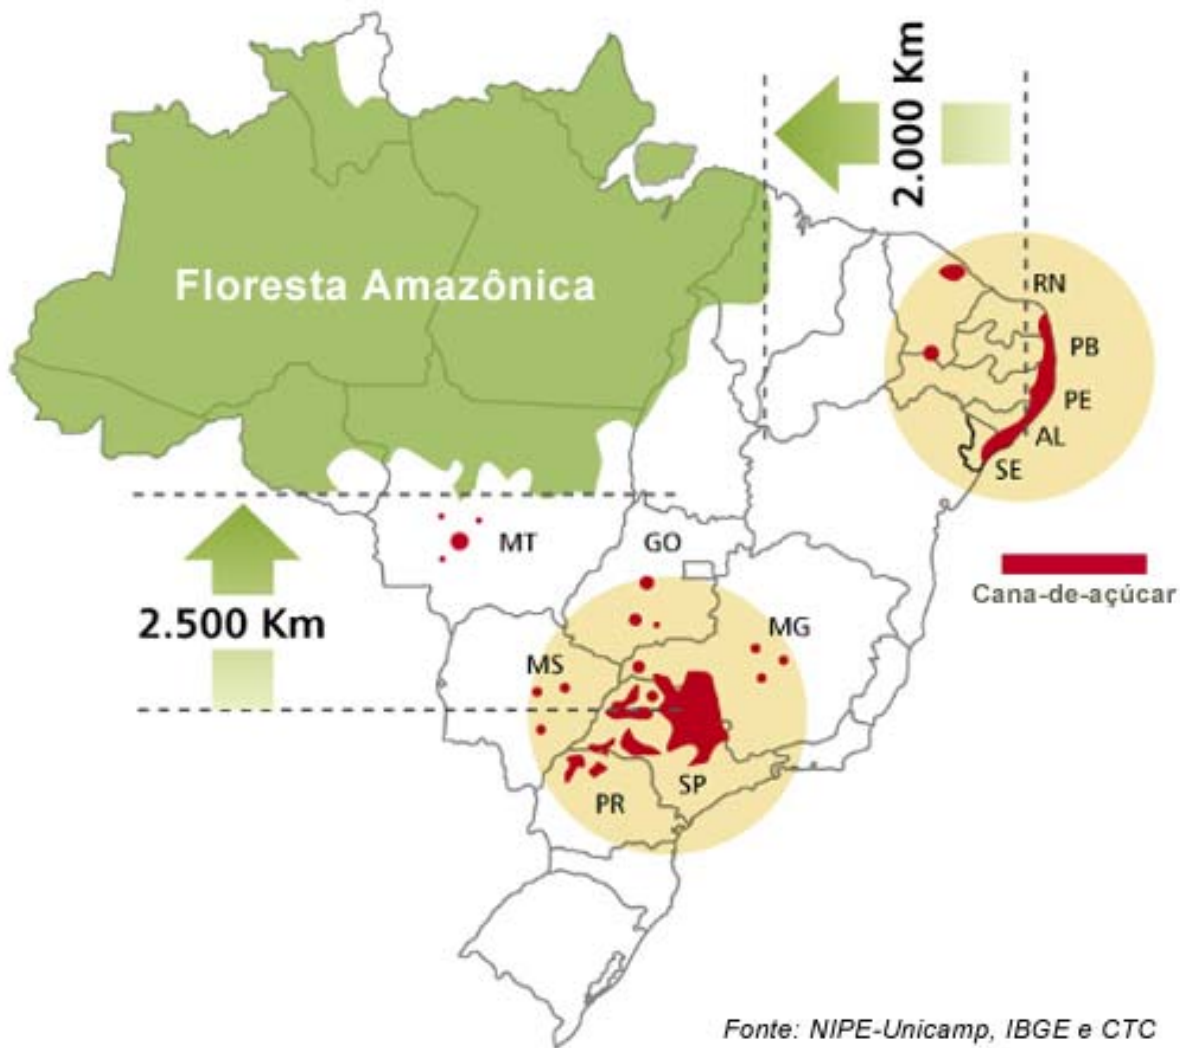 2.000 Km
Floresta Amazônica
RN
PB
PE
AL
SE
MT
GO
Cana-de-açúcar
2.500 Km
MG
MS
SP
PR
Fonte: NIPE-Unicamp, IBGE e CTC